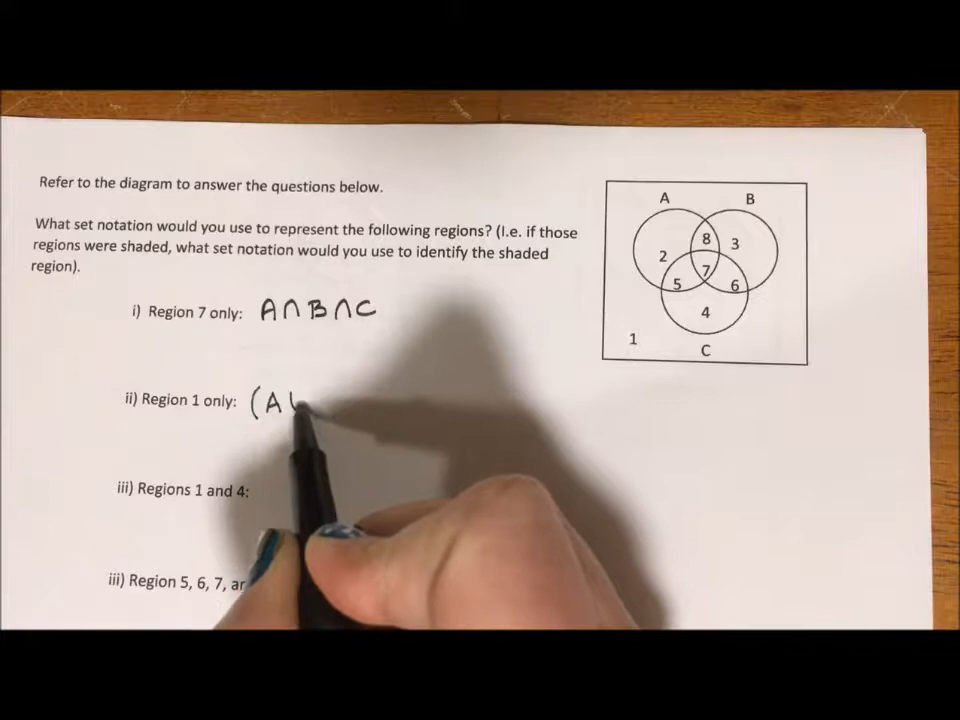 Refer to the diagram to answer the questions below.
What set notation would you use to represent the following regions? (I.e. if those
regions were shaded, what set notation would you use to identify the shaded
region).
i) Region 7 only: A∩B∩C
ii) Region 1 only: (A
iii) Regions 1 and 4:
iii) Region 5, 6, 7, 
A B
8 3
2
7
5 6
4
1
C